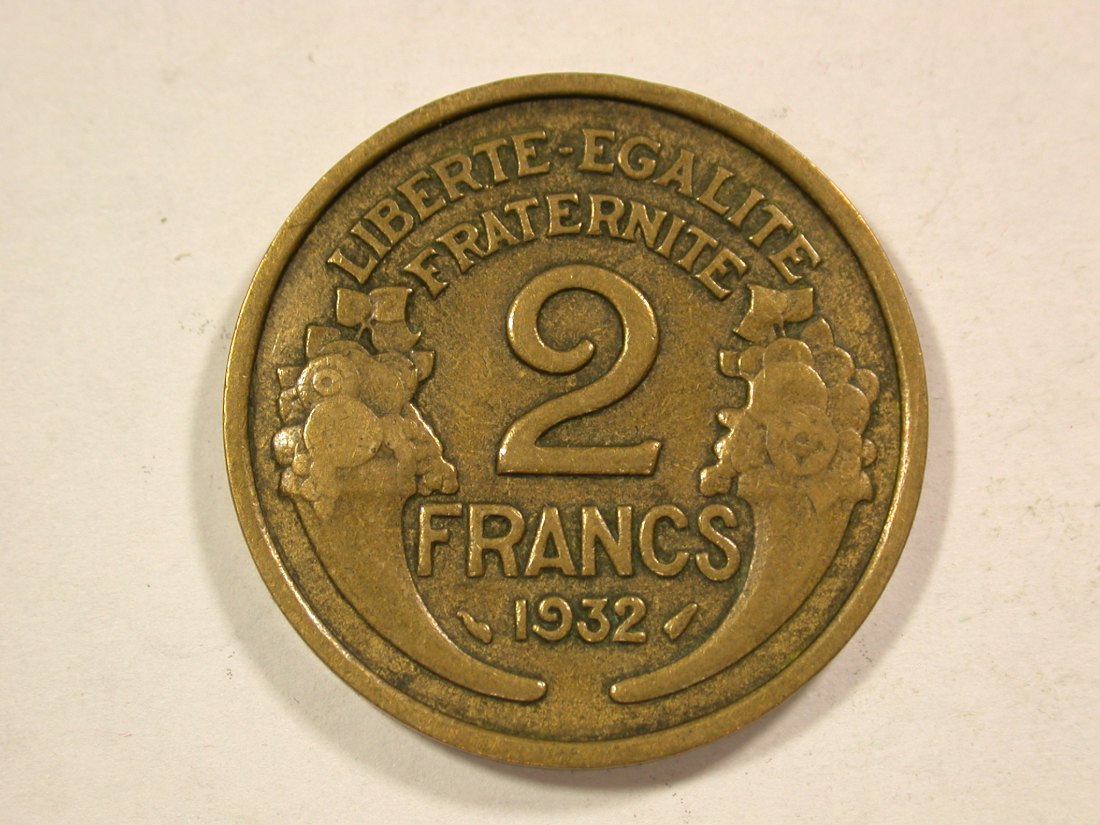 LIBERTE-EGALITE
FRATERNITE
2
FRANCS
1932